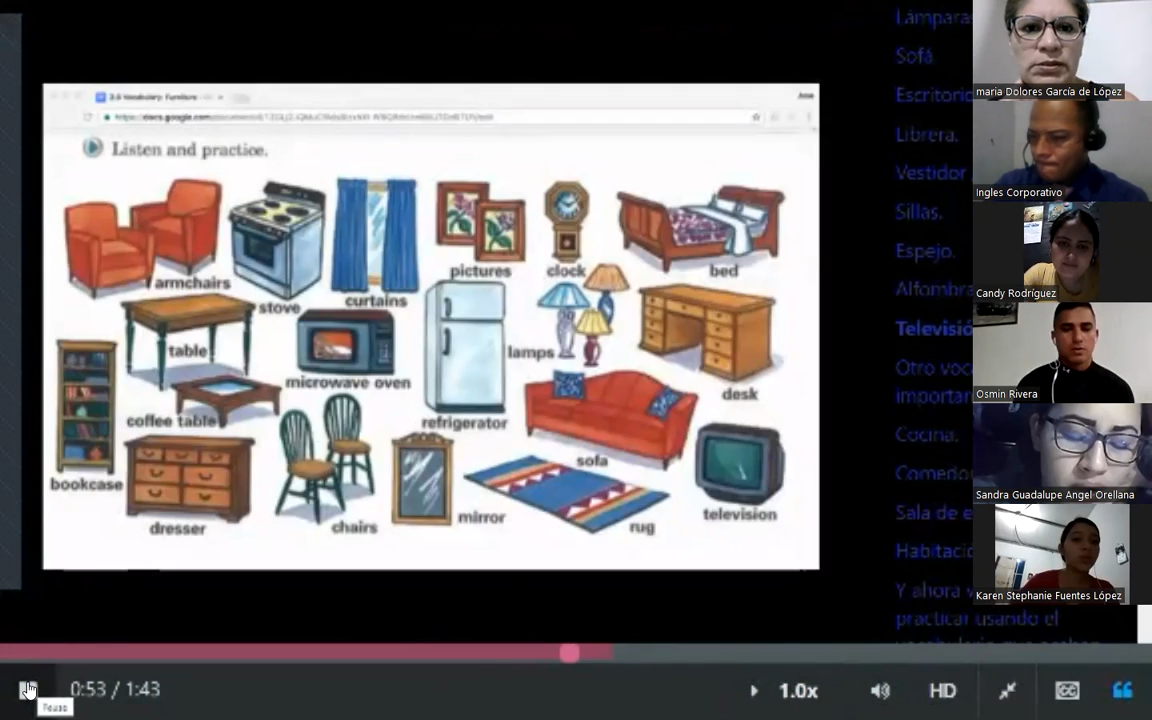 3.6 Vocabulary: Furniture
Listen and practice.
armchairs
stove
curtains
pictures
clock
bed
table
microwave oven
refrigerator
lamps
desk
coffee table
bookcase
dresser
chairs
mirror
sofa
rug
television
Lámparas
Sofá
Escritorio
Librera.
Vestidor
Sillas.
Espejo.
Alfombra
Televisió
Otro voc
importan
Cocina.
Comedo
Sala de e
Habitació
Y ahora v
practicar usando el
maria Dolores García de López
Ingles Corporativo
Candy Rodríguez
Osmin Rivera
Sandra Guadalupe Angel Orellana
Karen Stephanie Fuentes López
0:53 / 1:43
1.0x
HD
CC
Pause